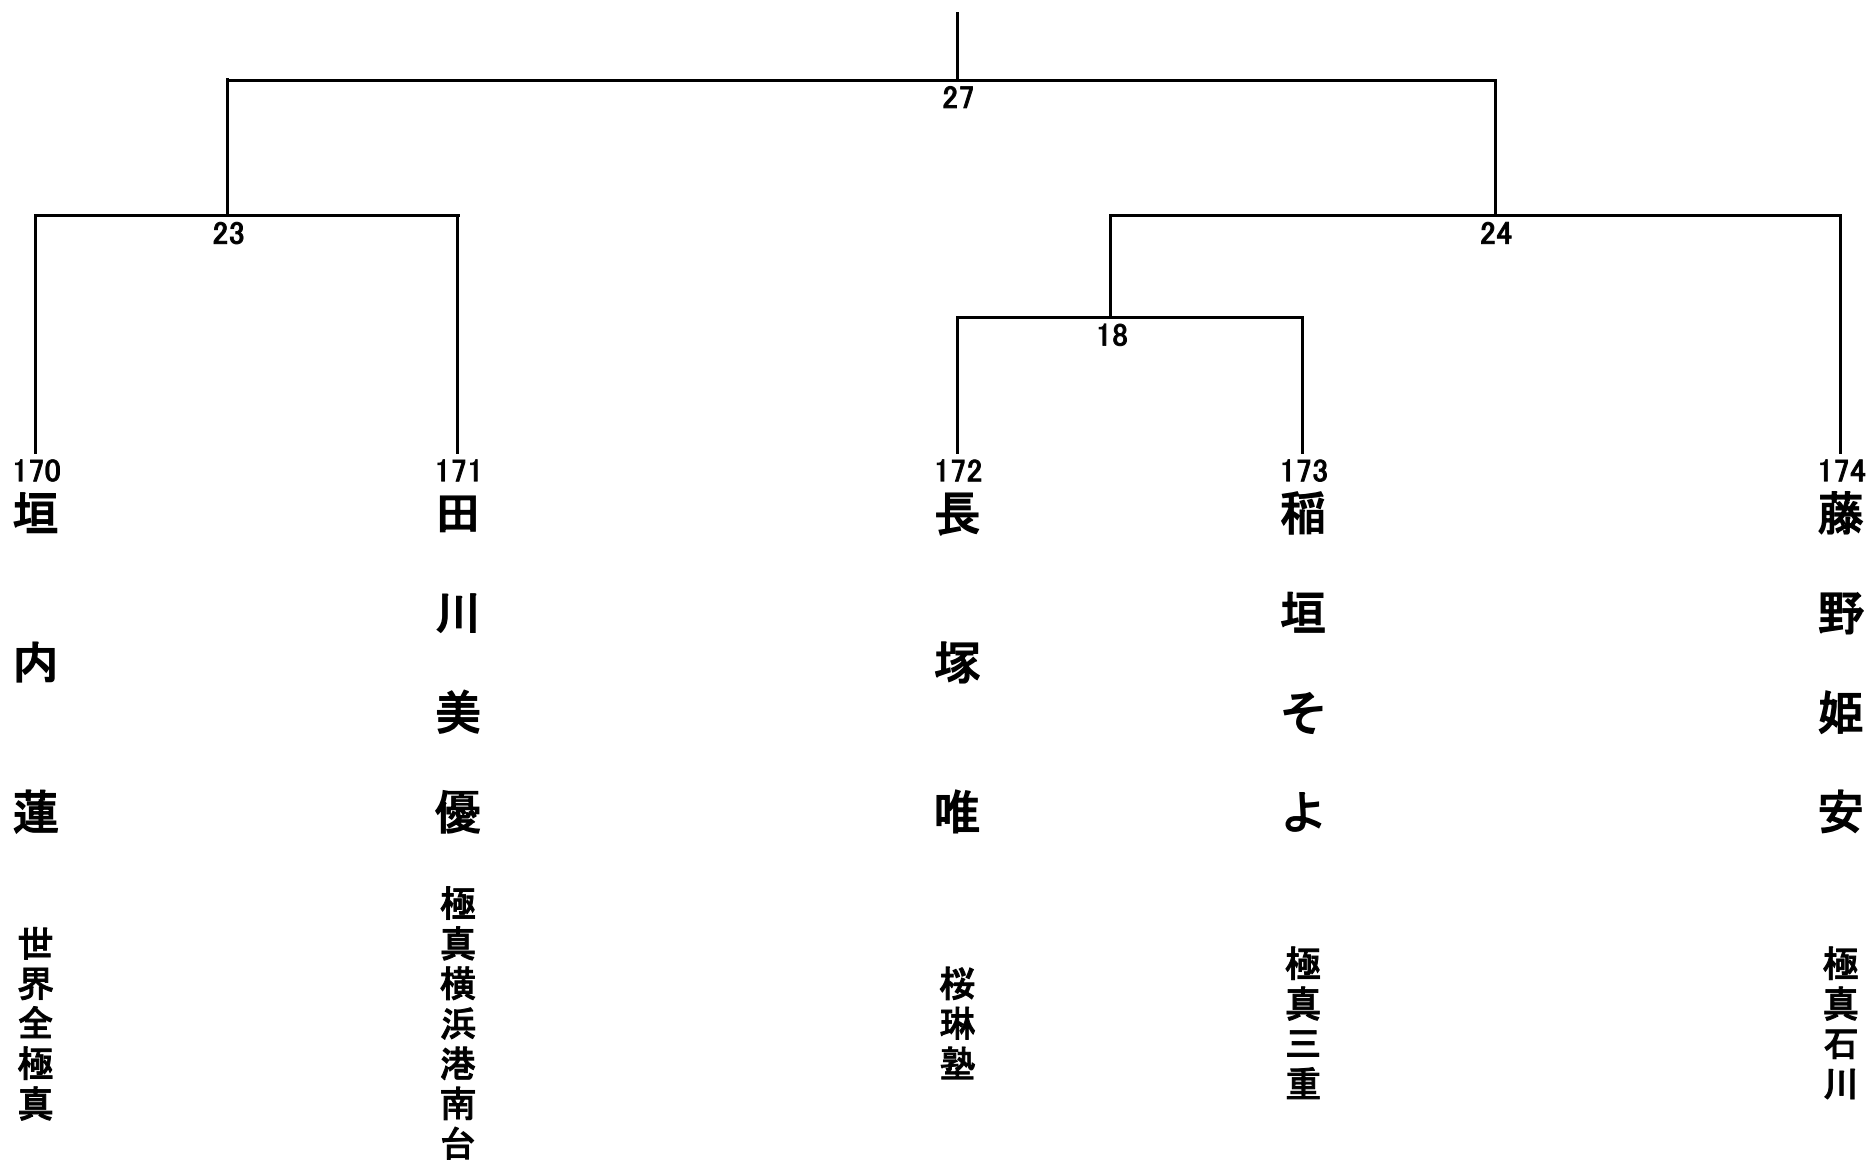 27
23
24
18
170
171
172
173
174
垣内蓮
田川美優
長塚唯
稲垣そよ
藤野姫安
世界全極真
極真横浜港南台
桜琳塾
極真三重
極真石川